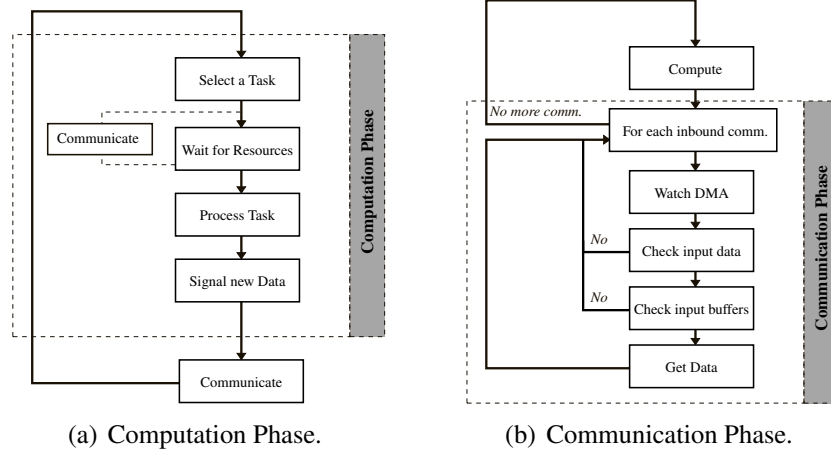 Select a Task
Communicate
Wait for Resources
Process Task
Signal new Data
Communicate
Computation Phase
(a) Computation Phase.
Compute
No more comm.
For each inbound comm.
Watch DMA
No
Check input data
No
Check input buffers
Get Data
Communication Phase
(b) Communication Phase.